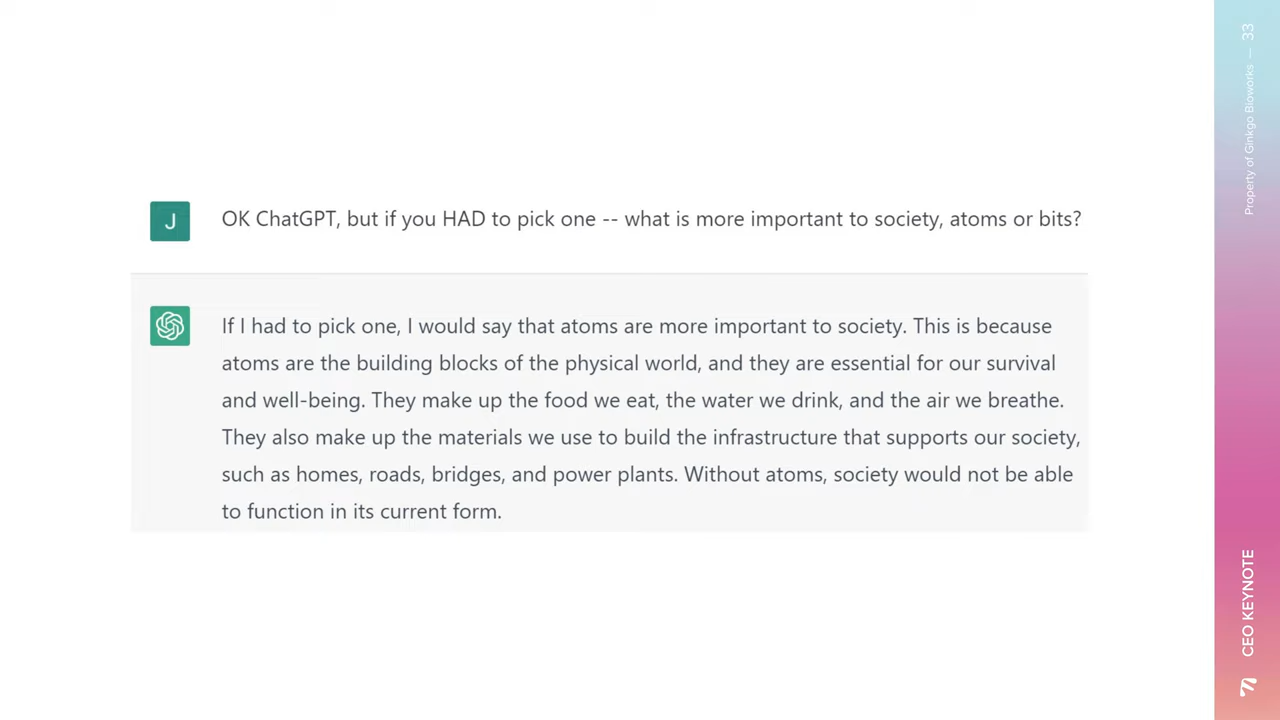 J
OK ChatGPT, but if you HAD to pick one -- what is more important to society, atoms or bits?
If I had to pick one, I would say that atoms are more important to society. This is because
atoms are the building blocks of the physical world, and they are essential for our survival
and well-being. They make up the food we eat, the water we drink, and the air we breathe.
They also make up the materials we use to build the infrastructure that supports our society,
such as homes, roads, bridges, and power plants. Without atoms, society would not be able
to function in its current form.
Property of Ginkgo Bioworks — 33
CEO KEYNOTE